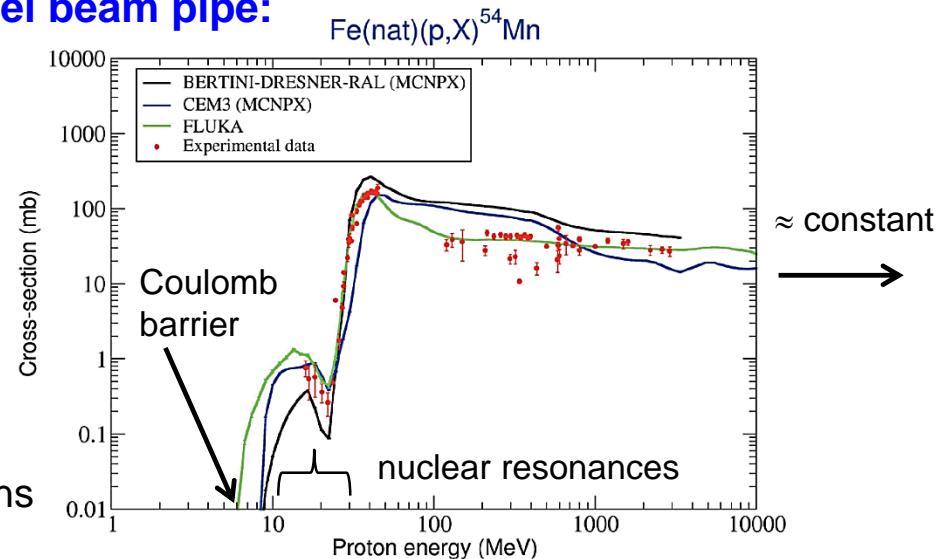 el beam pipe:
Fe(nat)(p,X)⁵⁴Mn
10000
1000
100
10
1
0.1
0.01
Cross-section (mb)
BERTINI-DRESNER-RAL (MCNPX)
CEM3 (MCNPX)
FLUKA
Experimental data
≈ constant
Coulomb
barrier
nuclear resonances
ns
1 10 100 1000 10000
Proton energy (MeV)